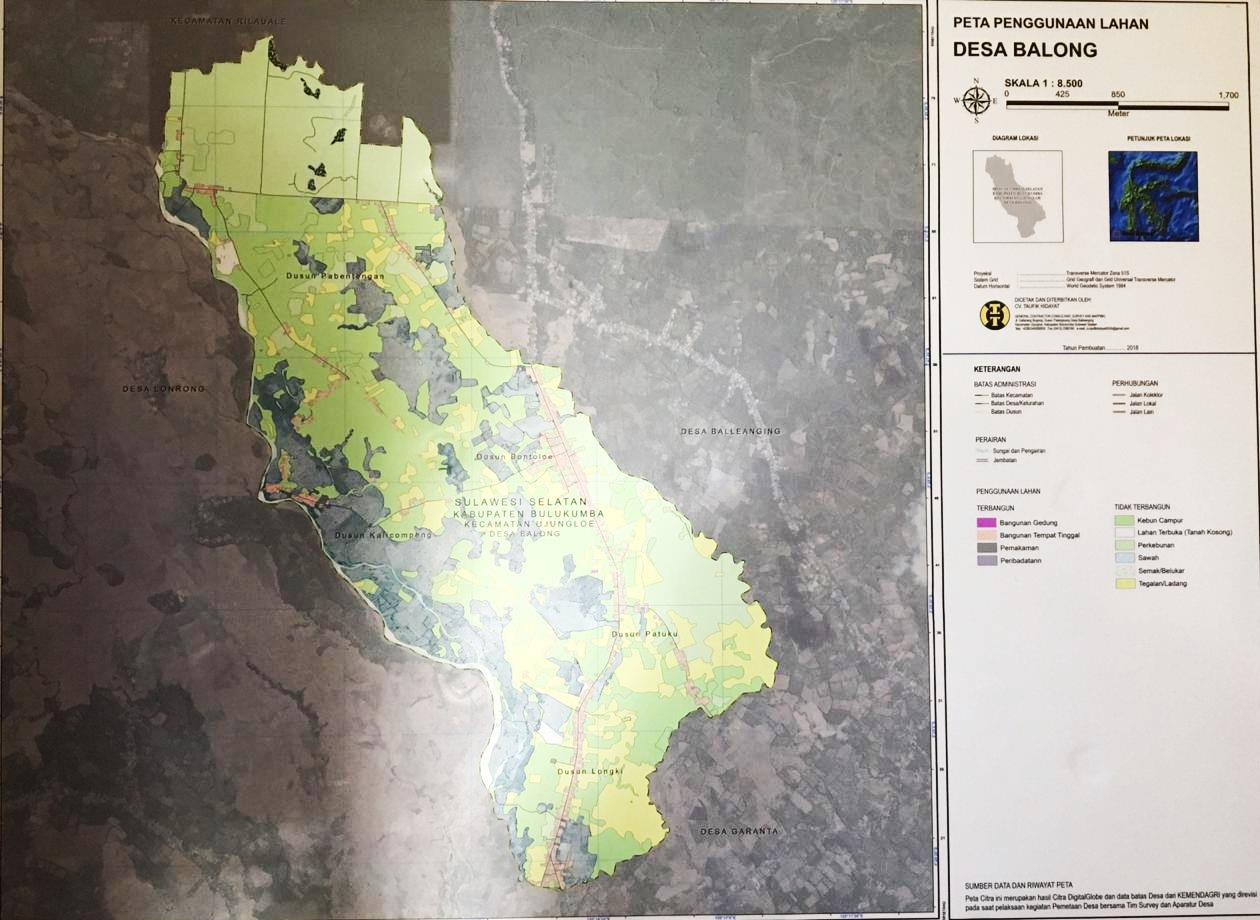 KECAMATAN RILAUALE
DESA LONRONG
Dusun Pabentengan
DESA BALLEANGING
Dusun Bontoloe
SULAWESI SELATAN
KABUPATEN BULUKUMBA
KECAMATAN UJUNGLOE
DESA BALONG
Dusun Kalicompeng
Dusun Patuku
Dusun Longki
DESA GARANTA
PETA PENGGUNAAN LAHAN
DESA BALONG
SKALA 1 : 8.500
N
W E
S
0 425 850 1,700
Meter
DIAGRAM LOKASI
PETUNJUK PETA LOKASI
Proyeksi Transverse Mercator Zona 51S
Sistem Grid Grid Geografi dan Grid Universal Transverse Mercator
Datum Horisontal World Geodetic System 1984
DICETAK DAN DITERBITKAN OLEH:
CV. TAUFIK HIDAYAT
Tahun Pembuatan 2018
KETERANGAN
BATAS ADMINISTRASI
Batas Kecamatan
Batas Desa/Kelurahan
Batas Dusun
PERHUBUNGAN
Jalan Kolektor
Jalan Lokal
Jalan Lain
PERAIRAN
Sungai dan Pengairan
Jembatan
PENGGUNAAN LAHAN
TERBANGUN
Bangunan Gedung
Bangunan Tempat Tinggal
Pemakaman
Peribadatann
TIDAK TERBANGUN
Kebun Campur
Lahan Terbuka (Tanah Kosong)
Perkebunan
Sawah
Semak/Belukar
Tegalan/Ladang
SUMBER DATA DAN RIWAYAT PETA
Peta Citra ini merupakan hasil Citra DigitalGlobe dan data batas Desa dari KEMENDAGRI yang direvisi
pada saat pelaksaan kegiatan Pemetaan Desa bersama Tim Survey dan Aparatur Desa